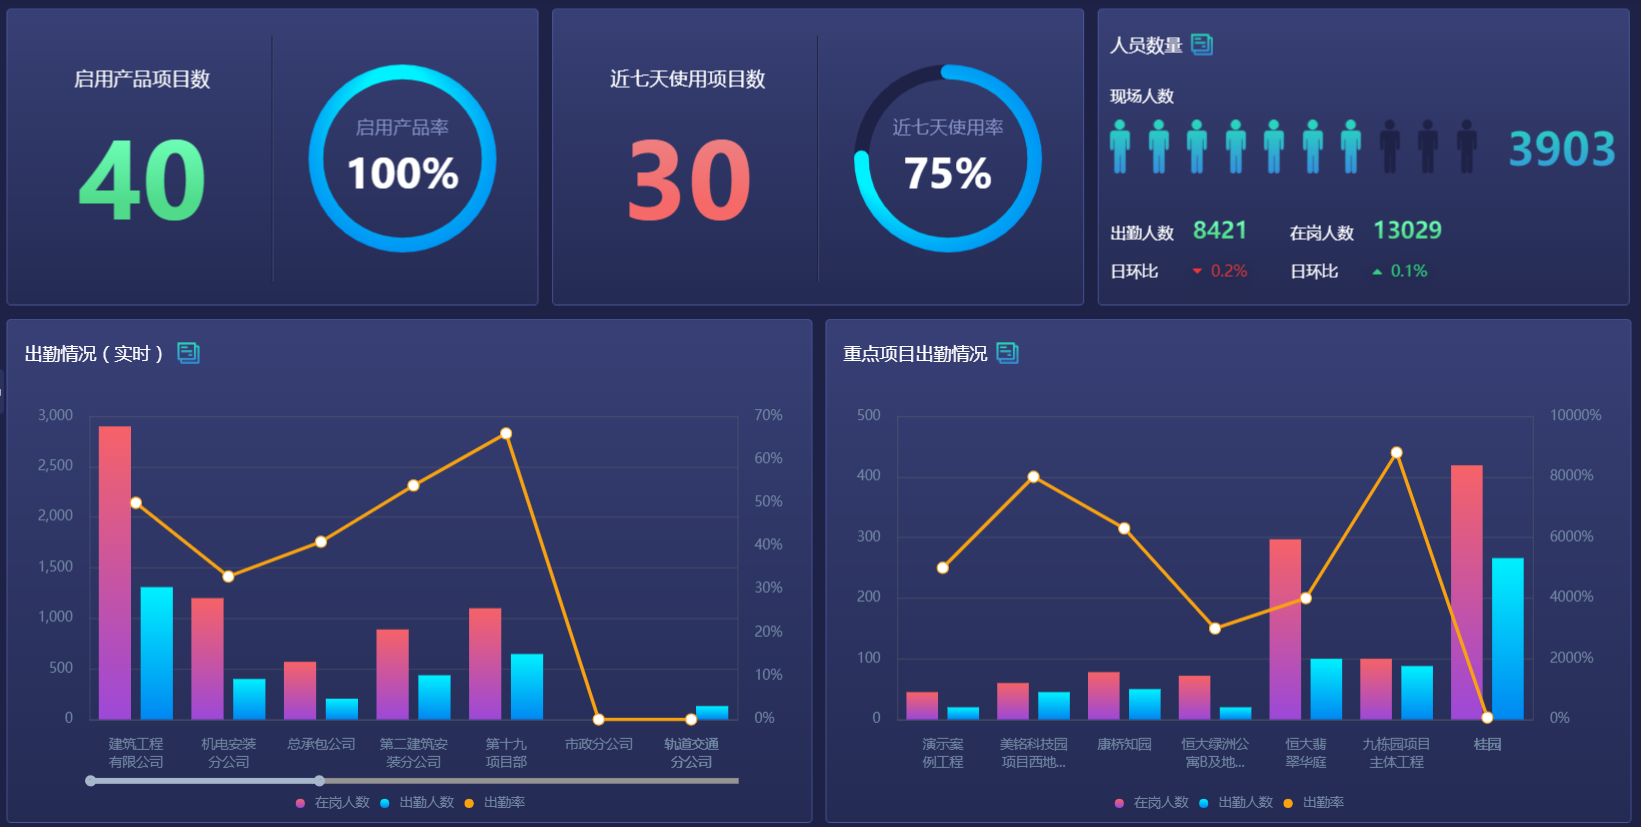 启用产品项目数
40
启用产品率
100%
近七天使用项目数
30
近七天使用率
75%
人员数量
现场人数
3903
出勤人数 8421 在岗人数 13029
日环比 0.2% 日环比 0.1%
出勤情况（实时）
3,000
2,500
2,000
1,500
1,000
500
0
70%
60%
50%
40%
30%
20%
10%
0%
建筑工程
有限公司
机电安装
分公司
总承包公司
第二建筑安
装分公司
第十九
项目部
市政分公司
轨道交通
分公司
在岗人数 出勤人数 出勤率
重点项目出勤情况
500
400
300
200
100
0
10000%
8000%
6000%
4000%
2000%
0%
演示案
例工程
美铭科技园
项目西地...
康桥知园
恒大绿洲公
寓B及地...
恒大翡
翠华庭
九栋园项目
主体工程
桂园
在岗人数 出勤人数 出勤率